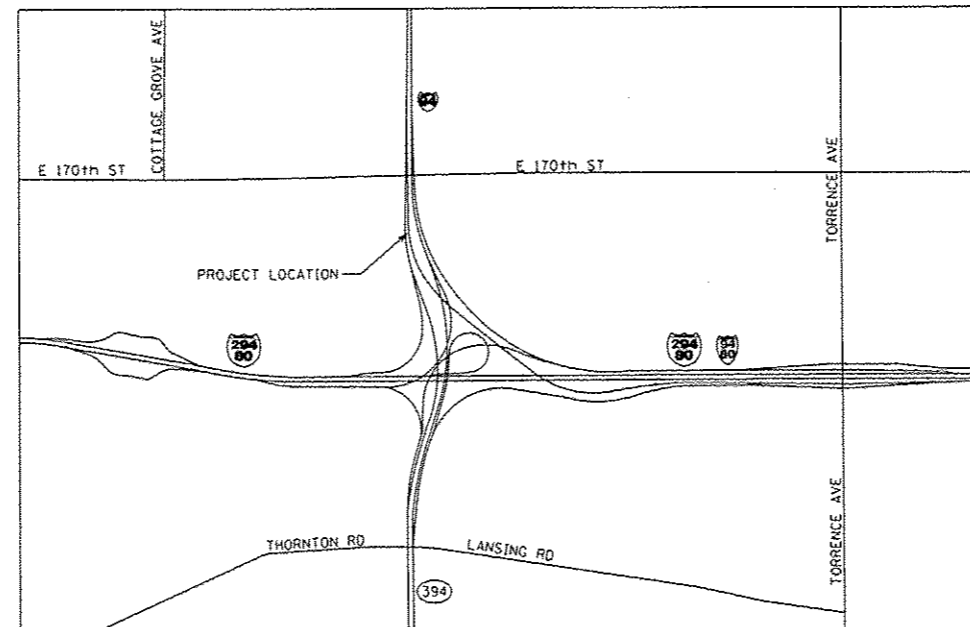 COTTAGE GROVE AVE
94
E 170th ST
E 170th ST
TORRENCE AVE
PROJECT LOCATION
294
80
294
80
94
80
THORNTON RD
LANSING RD
TORRENCE AVE
394